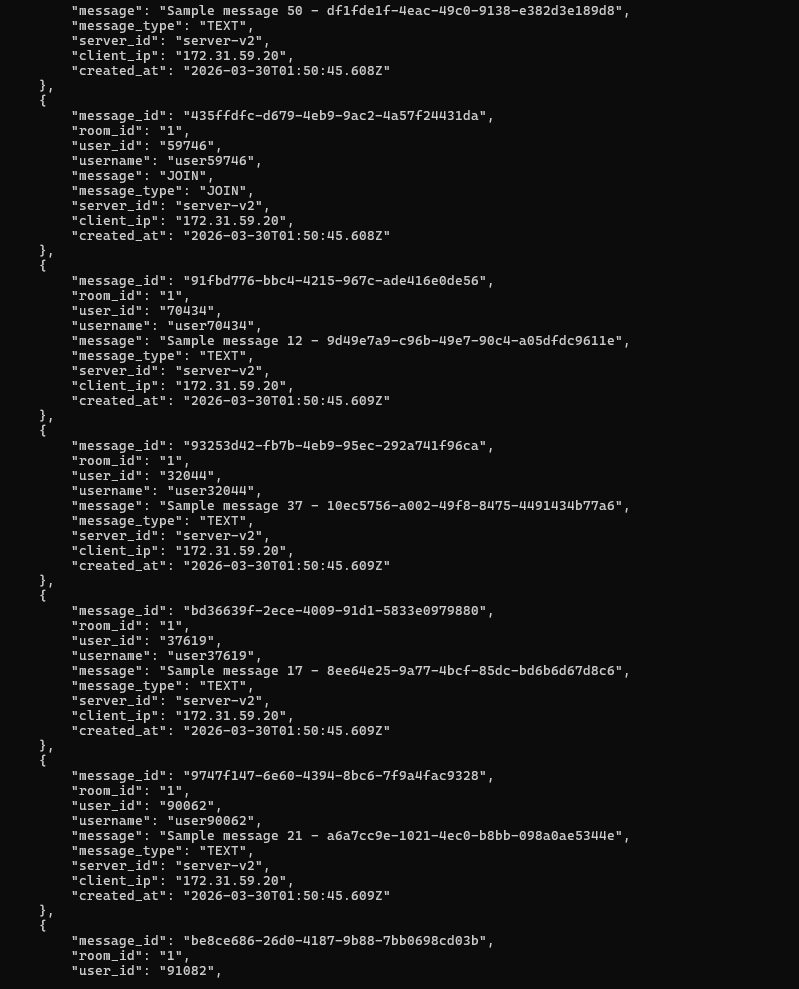 "message": "Sample message 50 - df1fde1f-4eac-49c0-9138-e382d3e189d8",
"message_type": "TEXT",
"server_id": "server-v2",
"client_ip": "172.31.59.20",
"created_at": "2026-03-30T01:50:45.608Z"
},
{
"message_id": "435ffdfc-d679-4eb9-9ac2-4a57f24431da",
"room_id": "1",
"user_id": "59746",
"username": "user59746",
"message": "JOIN",
"message_type": "JOIN",
"server_id": "server-v2",
"client_ip": "172.31.59.20",
"created_at": "2026-03-30T01:50:45.608Z"
},
{
"message_id": "91fbd776-bbc4-4215-967c-ade416e0de56",
"room_id": "1",
"user_id": "70434",
"username": "user70434",
"message": "Sample message 12 - 9d49e7a9-c96b-49e7-90c4-a05dfdc9611e",
"message_type": "TEXT",
"server_id": "server-v2",
"client_ip": "172.31.59.20",
"created_at": "2026-03-30T01:50:45.609Z"
},
{
"message_id": "93253d42-fb7b-4eb9-95ec-292a741f96ca",
"room_id": "1",
"user_id": "32044",
"username": "user32044",
"message": "Sample message 37 - 10ec5756-a002-49f8-8475-4491434b77a6",
"message_type": "TEXT",
"server_id": "server-v2",
"client_ip": "172.31.59.20",
"created_at": "2026-03-30T01:50:45.609Z"
},
{
"message_id": "bd36639f-2ece-4009-91d1-5833e0979880",
"room_id": "1",
"user_id": "37619",
"username": "user37619",
"message": "Sample message 17 - 8ee64e25-9a77-4bcf-85dc-bd6b6d67d8c6",
"message_type": "TEXT",
"server_id": "server-v2",
"client_ip": "172.31.59.20",
"created_at": "2026-03-30T01:50:45.609Z"
},
{
"message_id": "9747f147-6e60-4394-8bc6-7f9a4fac9328",
"room_id": "1",
"user_id": "90062",
"username": "user90062",
"message": "Sample message 21 - a6a7cc9e-1021-4ec0-b8bb-098a0ae5344e",
"message_type": "TEXT",
"server_id": "server-v2",
"client_ip": "172.31.59.20",
"created_at": "2026-03-30T01:50:45.609Z"
},
{
"message_id": "be8ce686-26d0-4187-9b88-7bb0698cd03b",
"room_id": "1",
"user_id": "91082",